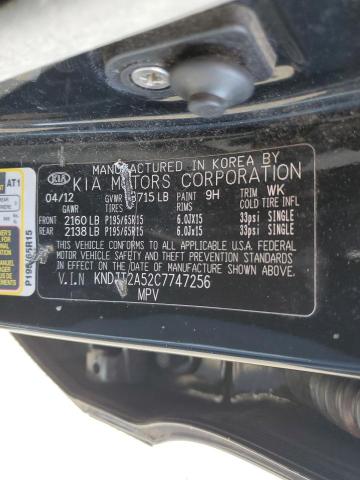 MANUFACTURED IN KOREA BY
KIA KIA MOTORS CORPORATION
04/12 GVWR 3715 LB PAINT 9H TRIM WK
TIRES RIMS COLD TIRE INFL
FRONT 2160 LB P195/65R15 6.0Jx15 33psi SINGLE
REAR 2138 LB P195/65R15 6.0Jx15 33psi SINGLE
THIS VEHICLE CONFORMS TO ALL APPLICABLE U.S. FEDERAL
MOTOR VEHICLE SAFETY, BUMPER, AND THEFT
PREVENTION STANDARDS IN
EFFECT ON THE DATE OF MANUFACTURE SHOWN ABOVE.
V.I.N KNDJT2A52C7747256
MPV
AT1
P195/65R15